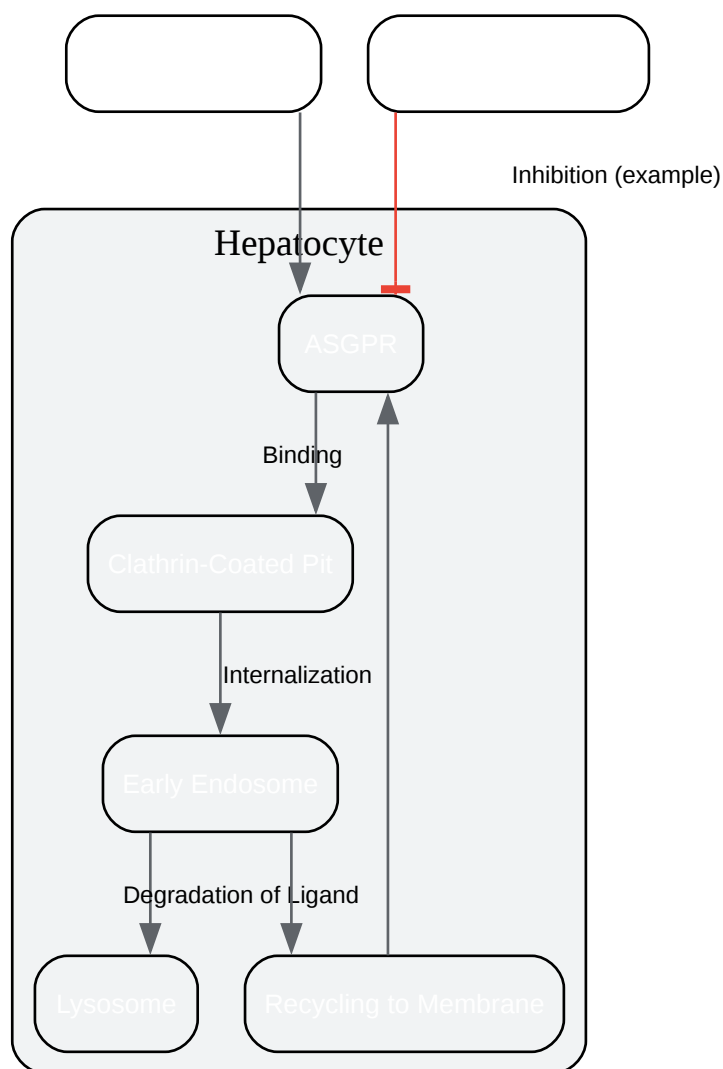 Inhibition (example)
Hepatocyte
ASGPR
Binding
Clathrin-Coated Pit
Internalization
Early Endosome
Degradation of Ligand
Lysosome
Recycling to Membrane